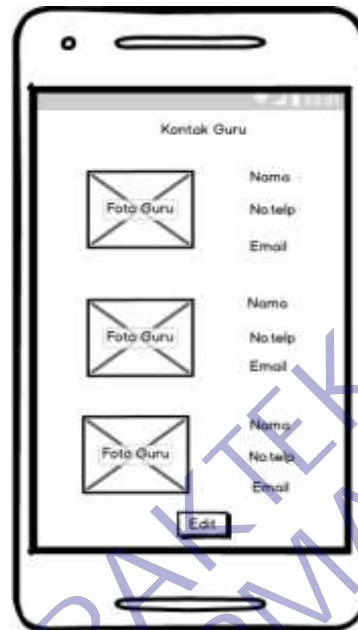 Kontak Guru
Foto Guru
Nama
No.telp
Email
Foto Guru
Nama
No.telp
Email
Foto Guru
Nama
No.telp
Email
Edit